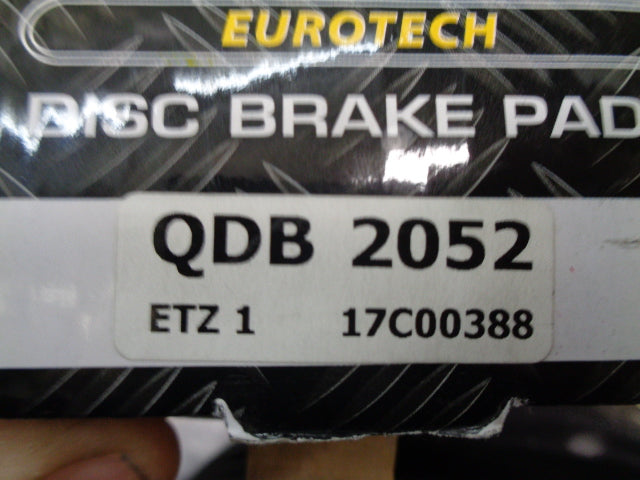 EUROTECH
DISC BRAKE PAD
QDB 2052
ETZ 1 17C00388